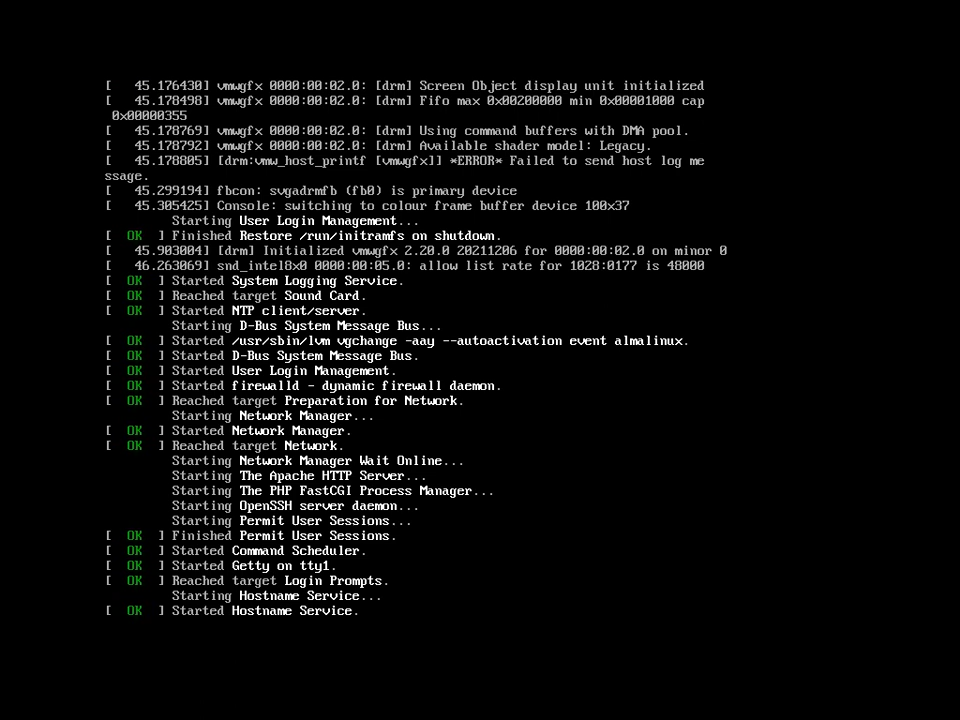 [   45.176430] vmwgfx 0000:00:02.0: [drm] Screen Object display unit initialized
[   45.178498] vmwgfx 0000:00:02.0: [drm] Fifo max 0x00200000 min 0x00001000 cap
 0x00000355
[   45.178769] vmwgfx 0000:00:02.0: [drm] Using command buffers with DMA pool.
[   45.178792] vmwgfx 0000:00:02.0: [drm] Available shader model: Legacy.
[   45.178805] [drm:vmw_host_printf [vmwgfx]] *ERROR* Failed to send host log me
ssage.
[   45.299194] fbcon: svgadrmfb (fb0) is primary device
[   45.305425] Console: switching to colour frame buffer device 100x37
         Starting User Login Management...
[  OK  ] Finished Restore /run/initramfs on shutdown.
[   45.903004] [drm] Initialized vmwgfx 2.20.0 20211206 for 0000:00:02.0 on minor 0
[   46.263069] snd_intel8x0 0000:00:05.0: allow list rate for 1028:0177 is 48000
[  OK  ] Started System Logging Service.
[  OK  ] Reached target Sound Card.
[  OK  ] Started NTP client/server.
         Starting D-Bus System Message Bus...
[  OK  ] Started /usr/sbin/lvm vgchange -aay --autoactivation event almalinux.
[  OK  ] Started D-Bus System Message Bus.
[  OK  ] Started User Login Management.
[  OK  ] Started firewalld - dynamic firewall daemon.
[  OK  ] Reached target Preparation for Network.
         Starting Network Manager...
[  OK  ] Started Network Manager.
[  OK  ] Reached target Network.
         Starting Network Manager Wait Online...
         Starting The Apache HTTP Server...
         Starting The PHP FastCGI Process Manager...
         Starting OpenSSH server daemon...
         Starting Permit User Sessions...
[  OK  ] Finished Permit User Sessions.
[  OK  ] Started Command Scheduler.
[  OK  ] Started Getty on tty1.
[  OK  ] Reached target Login Prompts.
         Starting Hostname Service...
[  OK  ] Started Hostname Service.